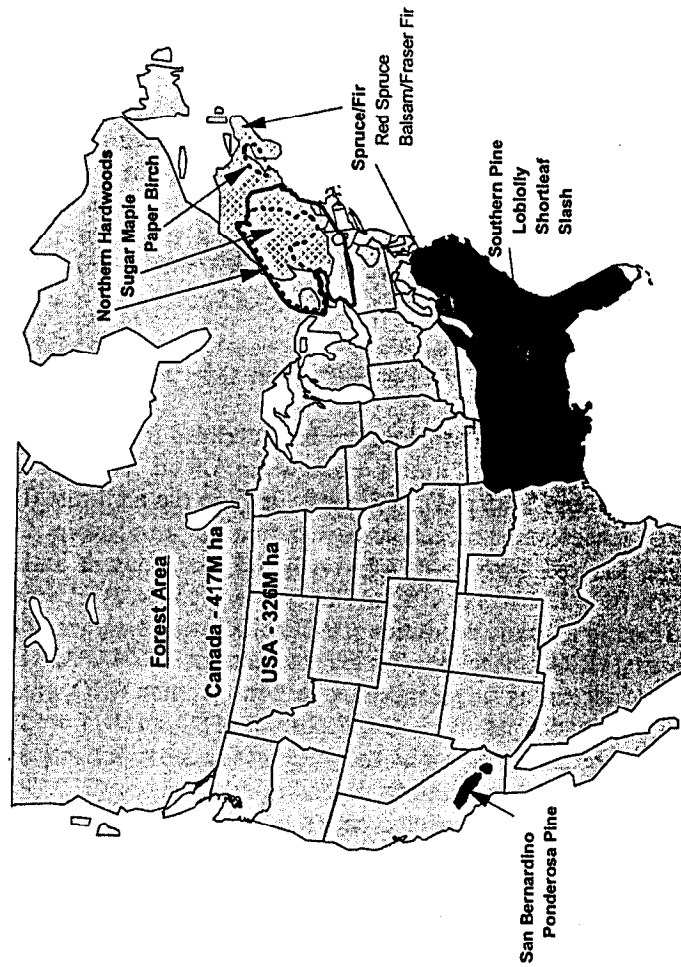 Northern Hardwoods
Sugar Maple
Paper Birch
Spruce/Fir
Red Spruce
Balsam/Fraser Fir
Forest Area
Canada - 417M ha
USA - 326M ha
Southern Pine
Loblolly
Shortleaf
Slash
San Bernardino
Ponderosa Pine